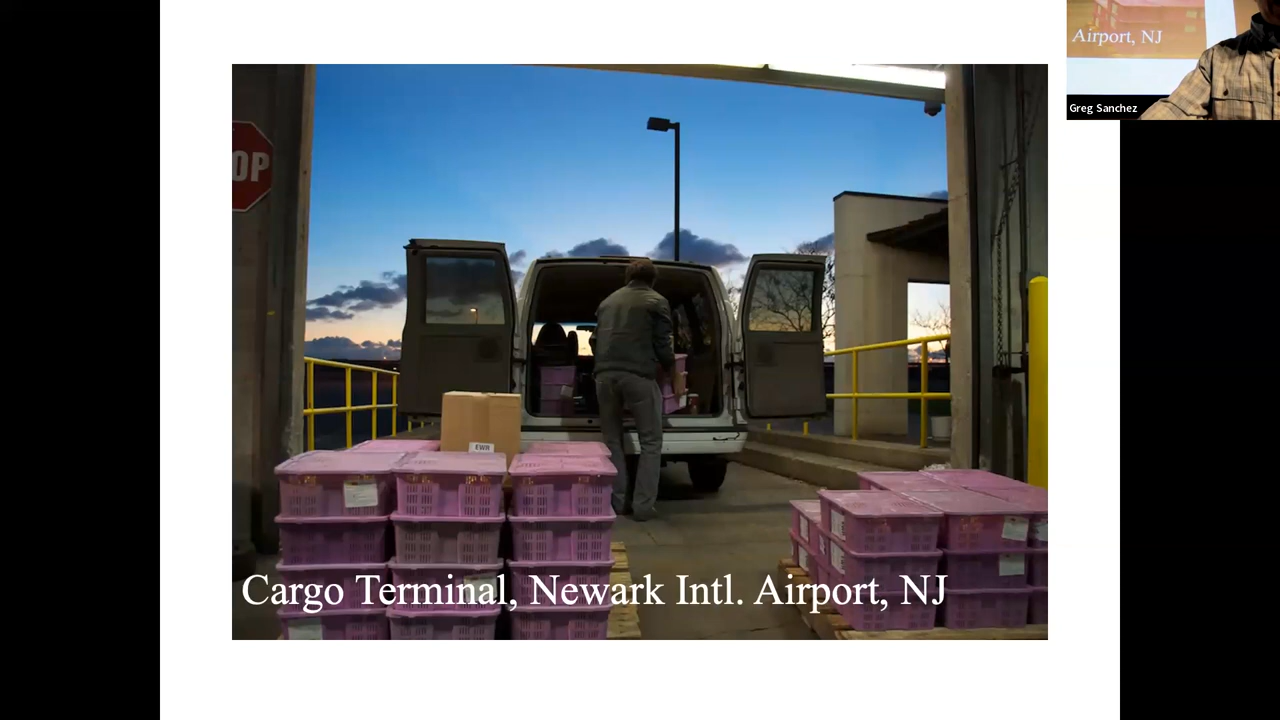 Airport, NJ
Greg Sanchez
OP
EWR
Cargo Terminal, Newark Intl. Airport, NJ